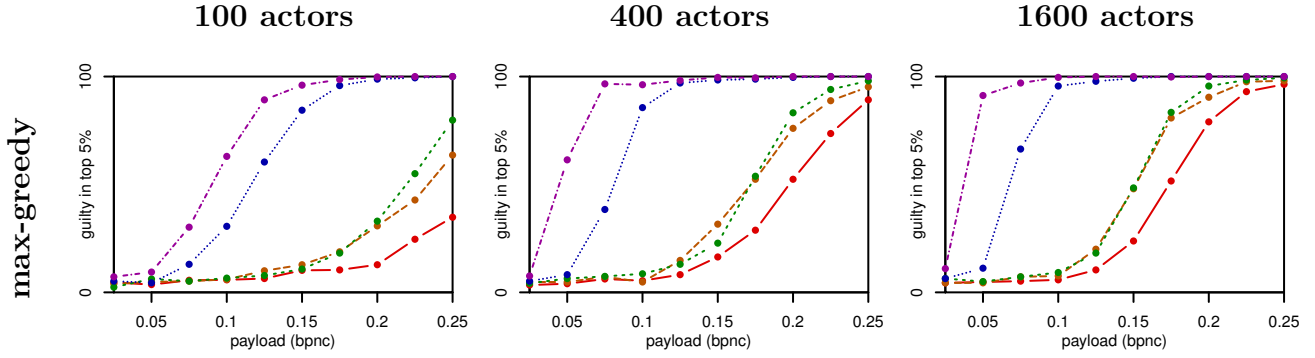 100 actors
400 actors
1600 actors
max-greedy
guilty in top 5%
100
0
0.05 0.1 0.15 0.2 0.25
payload (bpnc)
guilty in top 5%
100
0
0.05 0.1 0.15 0.2 0.25
payload (bpnc)
guilty in top 5%
100
0
0.05 0.1 0.15 0.2 0.25
payload (bpnc)